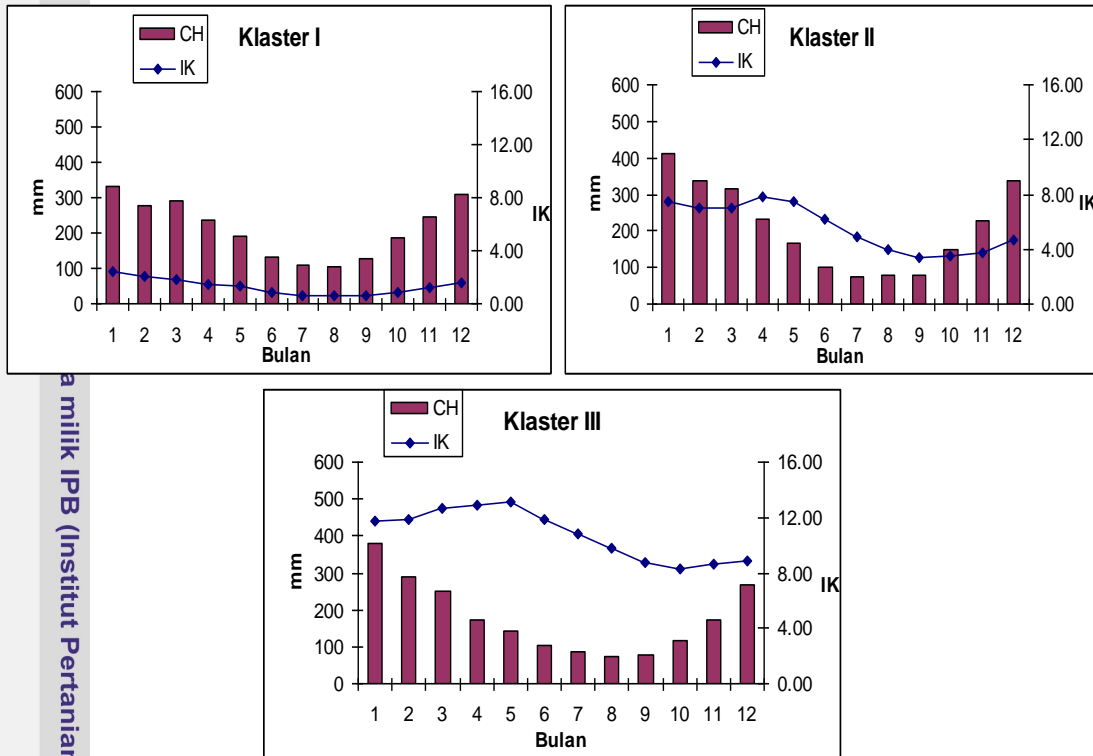 CH
IK
Klaster I
600
500
400
300
200
100
0
mm
16.00
12.00
8.00
4.00
0.00
IK
1 2 3 4 5 6 7 8 9 10 11 12
Bulan
CH
IK
Klaster II
600
500
400
300
200
100
0
mm
16.00
12.00
8.00
4.00
0.00
IK
1 2 3 4 5 6 7 8 9 10 11 12
Bulan
CH
IK
Klaster III
600
500
400
300
200
100
0
mm
16.00
12.00
8.00
4.00
0.00
IK
1 2 3 4 5 6 7 8 9 10 11 12
Bulan
a milik IPB (Institut Pertanian